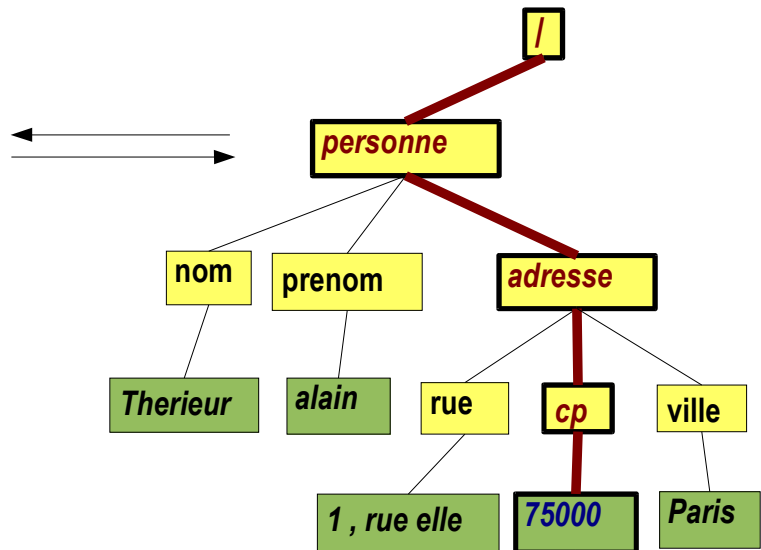 /
personne
nom
prenom
adresse
Therieur
alain
rue
cp
ville
1 , rue elle
75000
Paris